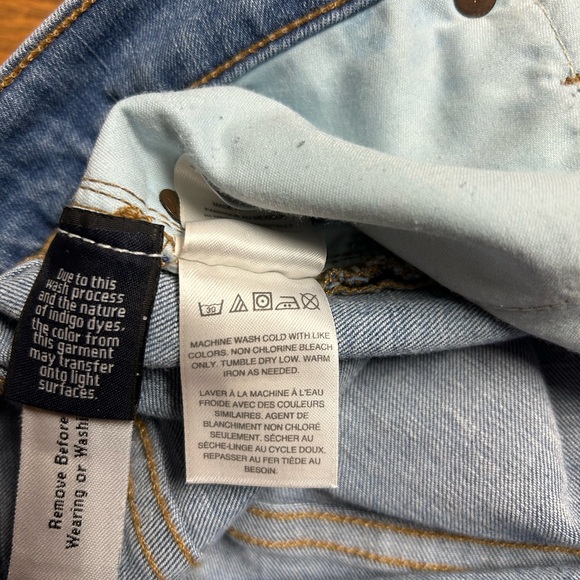 Due to this
wash process
and the nature
of indigo dyes,
the color from
this garment
may transfer
onto light
surfaces.
Remove Before
Wearing or Washi
30
MACHINE WASH COLD WITH LIKE
COLORS. NON CHLORINE BLEACH
ONLY. TUMBLE DRY LOW. WARM
IRON AS NEEDED.
LAVER À LA MACHINE À L'EAU
FROIDE AVEC DES COULEURS
SIMILAIRES. AGENT DE
BLANCHIMENT NON CHLORE
SEULEMENT. SÉCHER AU
SÈCHE-LINGE AU CYCLE DOUX.
REPASSER AU FER TIÈDE AU
BESOIN.